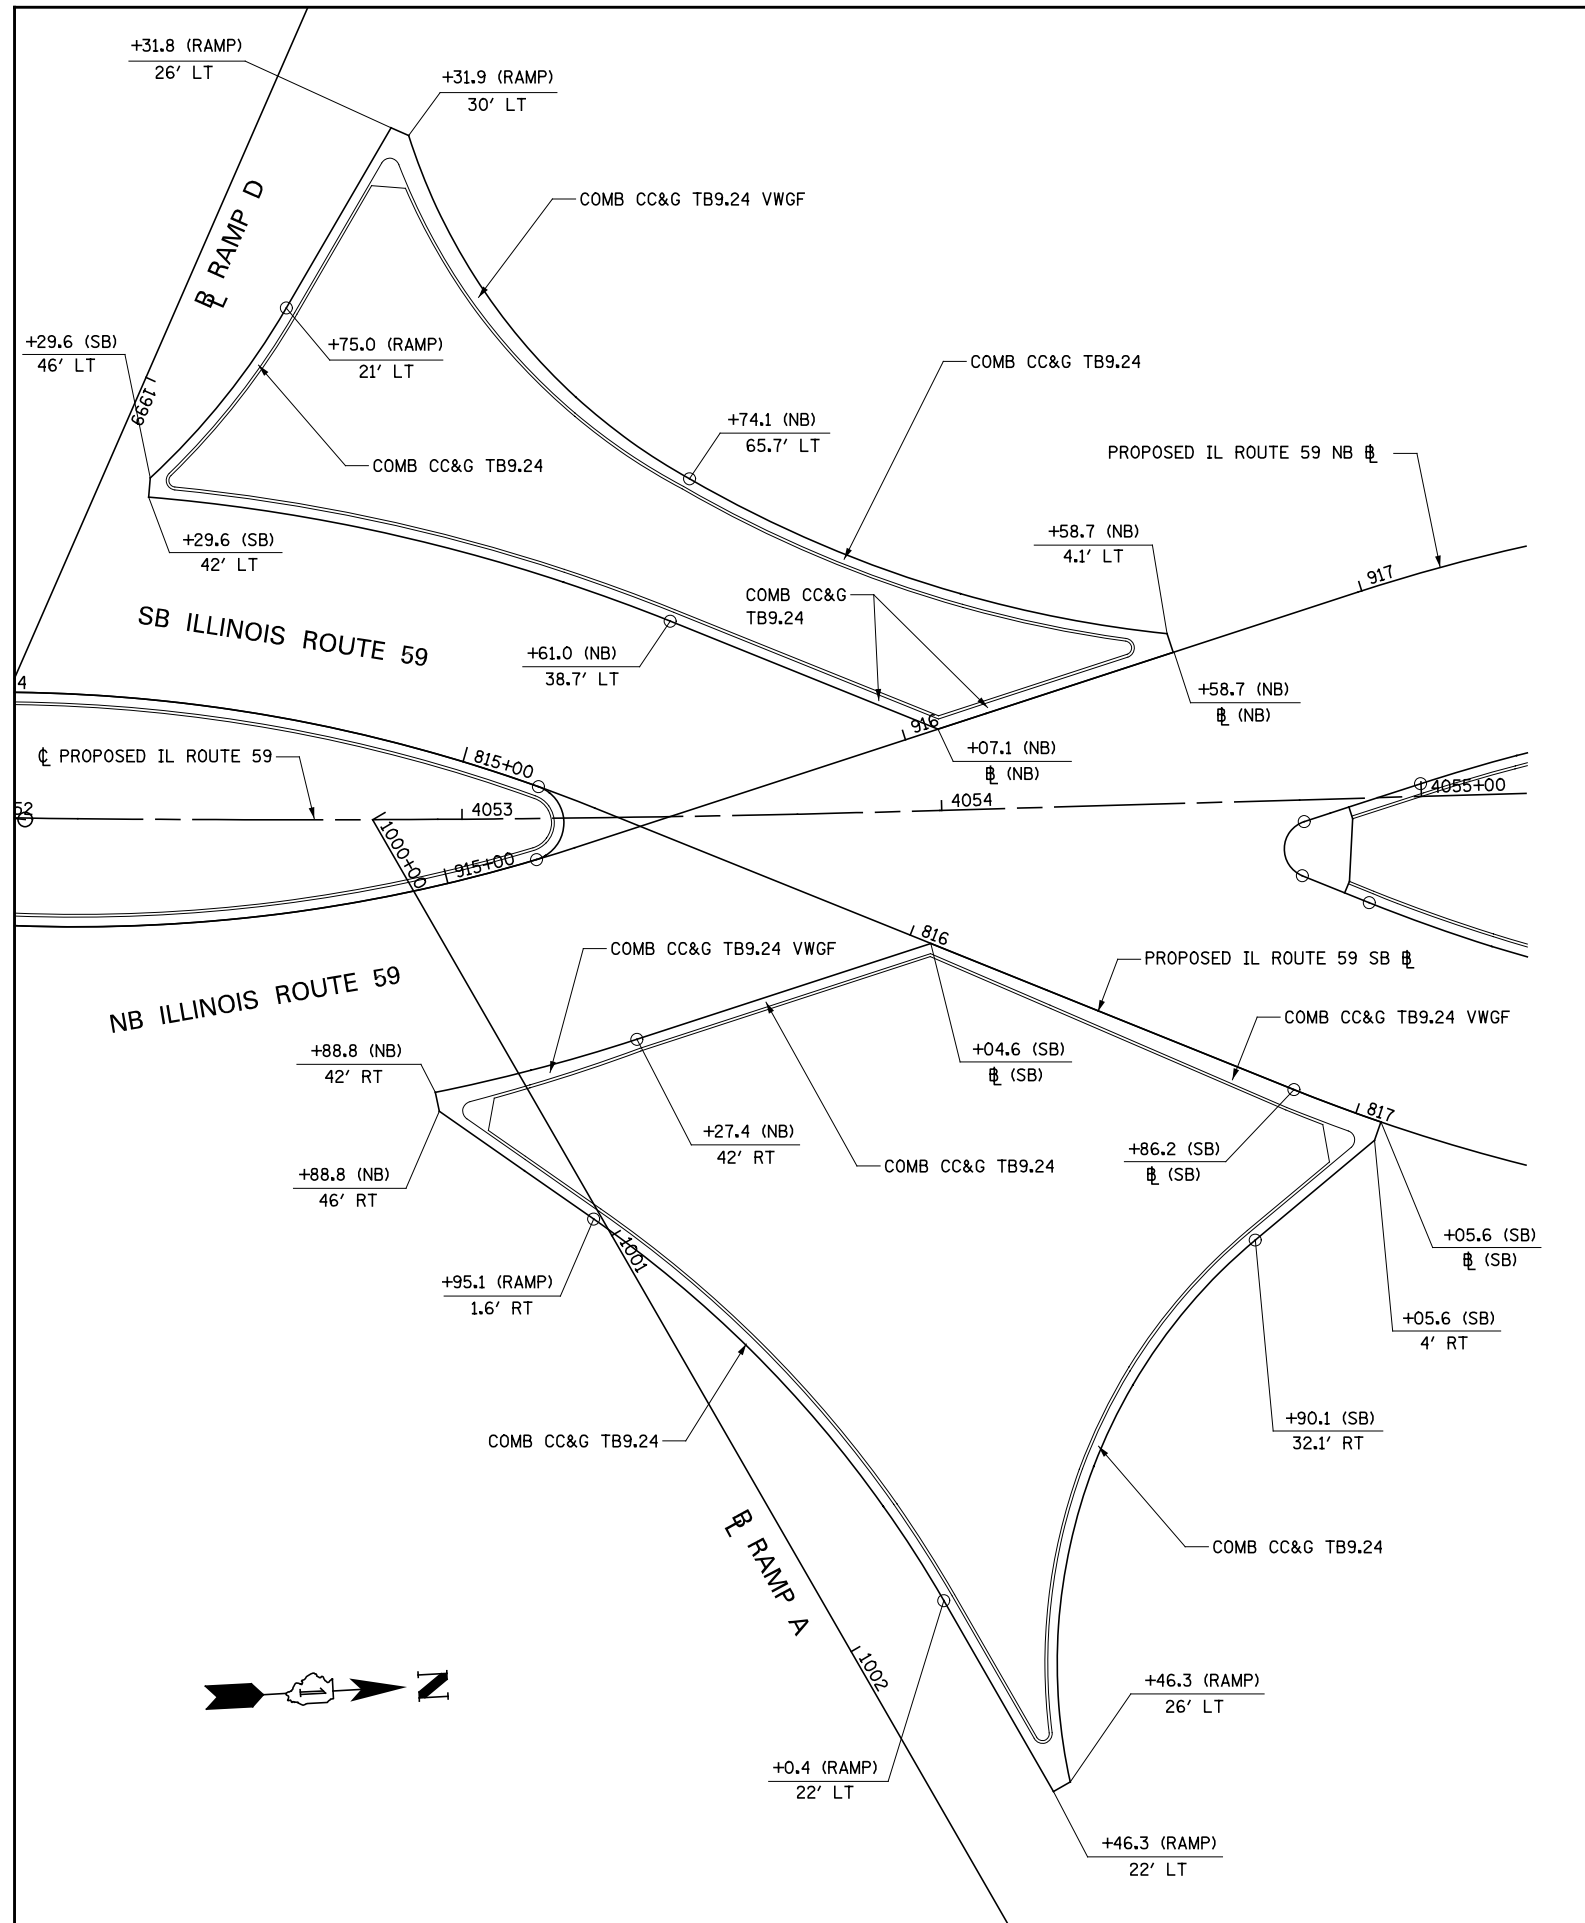 +31.8 (RAMP)
26' LT
+31.9 (RAMP)
30' LT
COMB CC&G TB9.24 VWGF
BL RAMP D
+29.6 (SB)
46' LT
+75.0 (RAMP)
21' LT
COMB CC&G TB9.24
1999
+74.1 (NB)
65.7' LT
COMB CC&G TB9.24
PROPOSED IL ROUTE 59 NB BL
+29.6 (SB)
42' LT
+58.7 (NB)
4.1' LT
917
COMB CC&G
TB9.24
SB ILLINOIS ROUTE 59
+61.0 (NB)
38.7' LT
4
+58.7 (NB)
BL (NB)
916
+07.1 (NB)
BL (NB)
CL PROPOSED IL ROUTE 59
815+00
52
4053
4054
4055+00
1000+00
915+00
816
COMB CC&G TB9.24 VWGF
PROPOSED IL ROUTE 59 SB BL
NB ILLINOIS ROUTE 59
COMB CC&G TB9.24 VWGF
+88.8 (NB)
42' RT
+04.6 (SB)
BL (SB)
817
+27.4 (NB)
42' RT
COMB CC&G TB9.24
+86.2 (SB)
BL (SB)
+88.8 (NB)
46' RT
1001
+05.6 (SB)
BL (SB)
+95.1 (RAMP)
1.6' RT
+05.6 (SB)
4' RT
+90.1 (SB)
32.1' RT
COMB CC&G TB9.24
COMB CC&G TB9.24
BL RAMP A
1002
N
+46.3 (RAMP)
26' LT
+0.4 (RAMP)
22' LT
+46.3 (RAMP)
22' LT